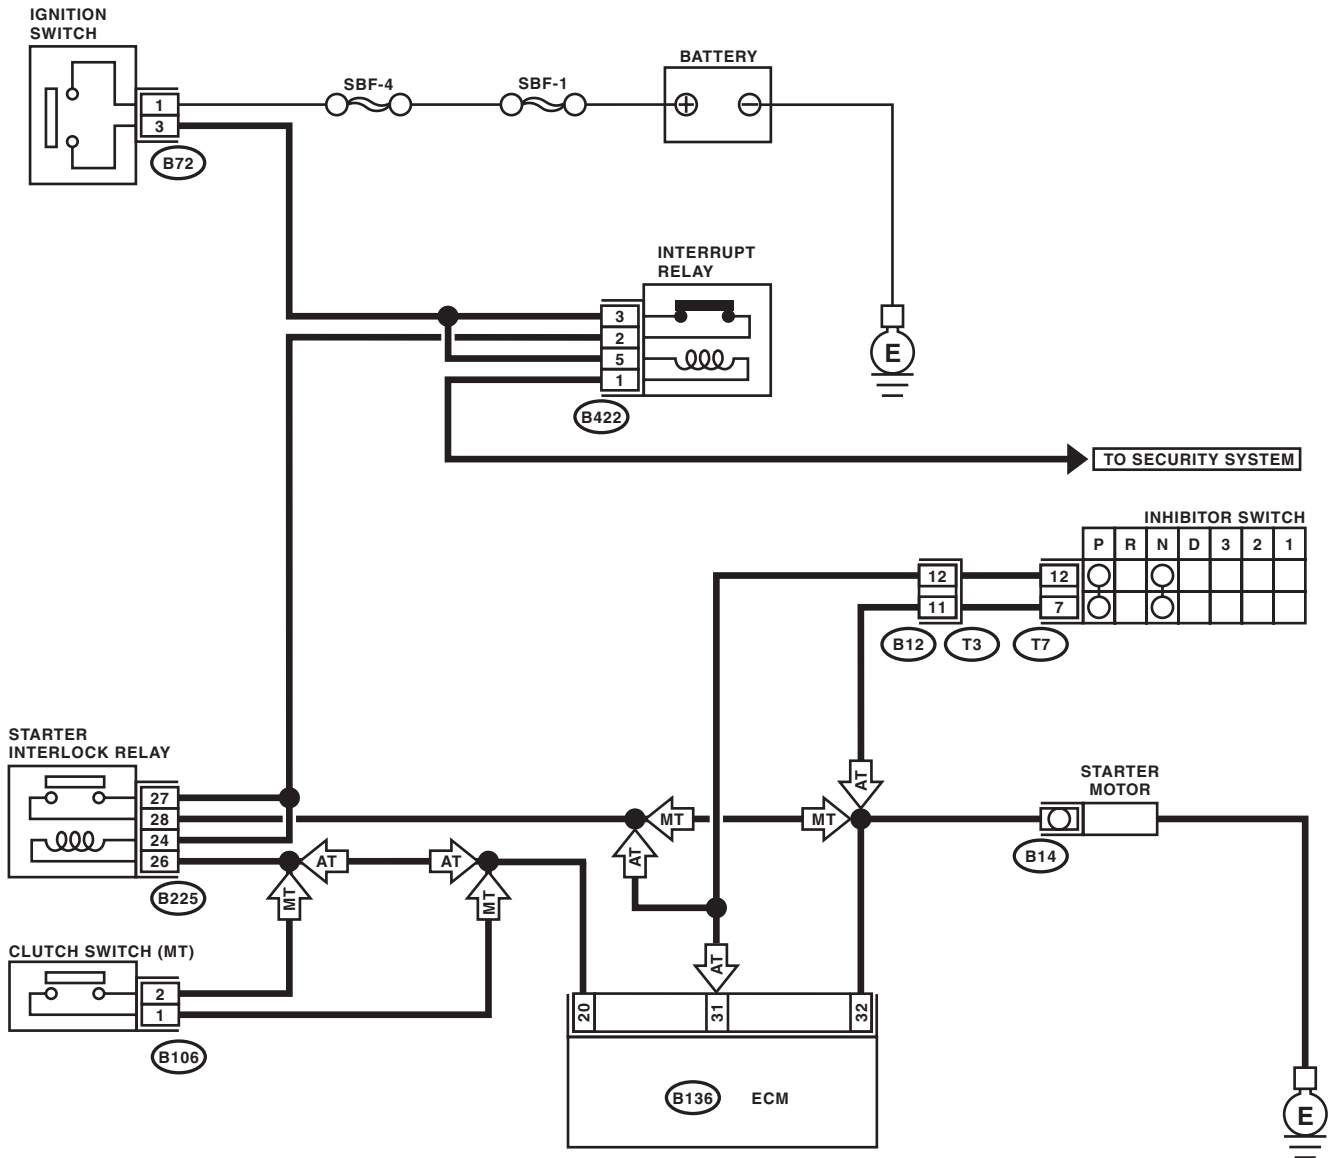 IGNITION
SWITCH
1
3
B72
SBF-4
SBF-1
BATTERY
+
−
E
INTERRUPT
RELAY
3
2
5
1
B422
TO SECURITY SYSTEM
INHIBITOR SWITCH
P R N D 3 2 1
12
11
12
7
B12
T3
T7
STARTER
INTERLOCK RELAY
27
28
24
26
B225
AT
AT
MT
MT
MT
MT
AT
AT
AT
STARTER
MOTOR
B14
CLUTCH SWITCH (MT)
2
1
B106
20
31
32
B136
ECM
E